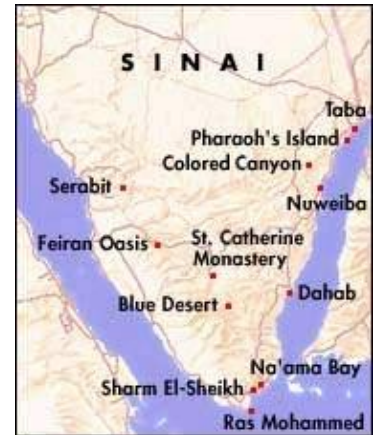 SINAI
Taba
Pharaoh's Island
Colored Canyon
Serabit
Nuweiba
Feiran Oasis
St. Catherine
Monastery
Blue Desert
Dahab
Na'ama Bay
Sharm El-Sheikh
Ras Mohammed